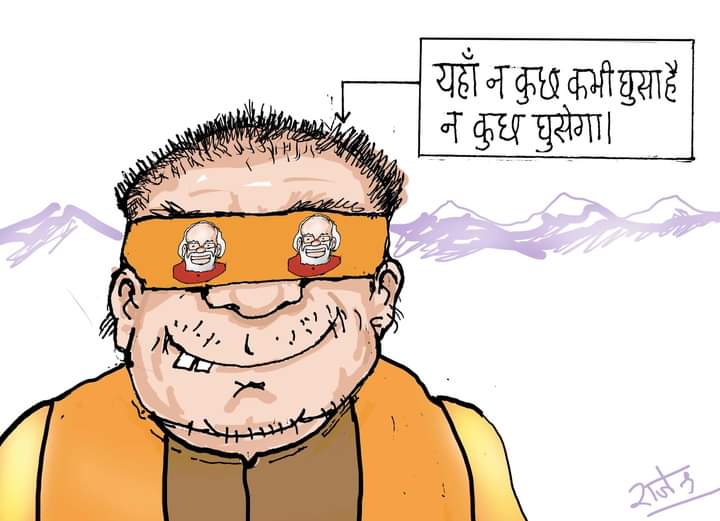 यहाँ न कुछ कभी घुसा है
न कुछ घुसेगा।